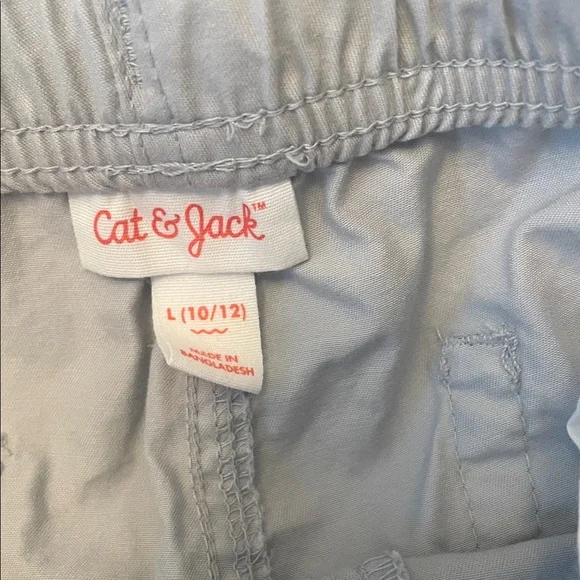 Cat & Jack™
L (10/12)
MADE IN
BANGLADESH